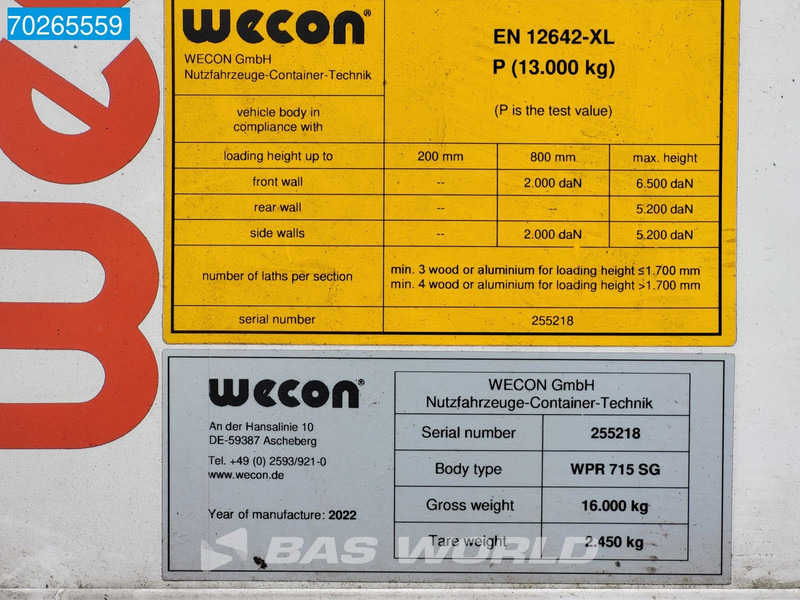 70265559
wecon®
WECON GmbH
Nutzfahrzeuge-Container-Technik
EN 12642-XL
P (13.000 kg)
vehicle body in
compliance with
(P is the test value)
loading height up to 200 mm 800 mm max. height
front wall -- 2.000 daN 6.500 daN
rear wall -- -- 5.200 daN
side walls -- 2.000 daN 5.200 daN
number of laths per section
min. 3 wood or aluminium for loading height ≤1.700 mm
min. 4 wood or aluminium for loading height >1.700 mm
serial number 255218
wecon®
An der Hansalinie 10
DE-59387 Ascheberg
Tel. +49 (0) 2593/921-0
www.wecon.de
Year of manufacture: 2022
WECON GmbH
Nutzfahrzeuge-Container-Technik
Serial number 255218
Body type WPR 715 SG
Gross weight 16.000 kg
Tare weight 2.450 kg
BAS WORLD
we